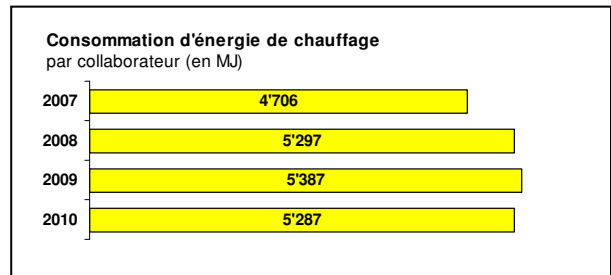 Consommation d'énergie de chauffage
par collaborateur (en MJ)
2007 4'706
2008 5'297
2009 5'387
2010 5'287